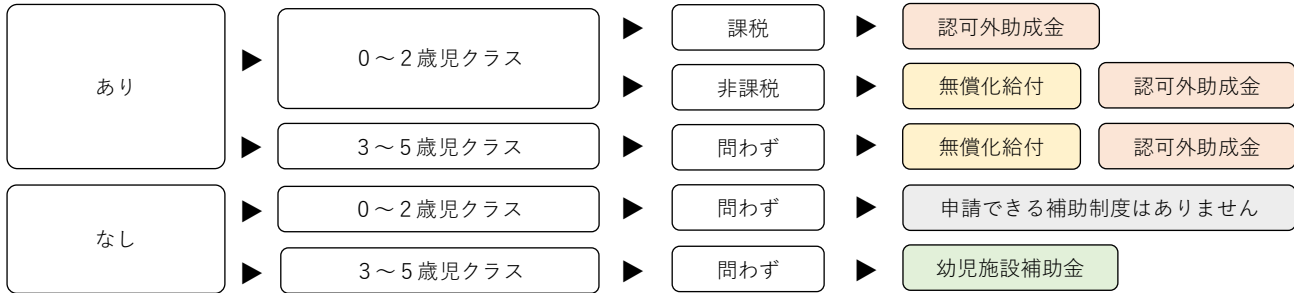 あり
0～2歳児クラス
課税
認可外助成金
非課税
無償化給付
認可外助成金
3～5歳児クラス
問わず
無償化給付
認可外助成金
なし
0～2歳児クラス
問わず
申請できる補助制度はありません
3～5歳児クラス
問わず
幼児施設補助金